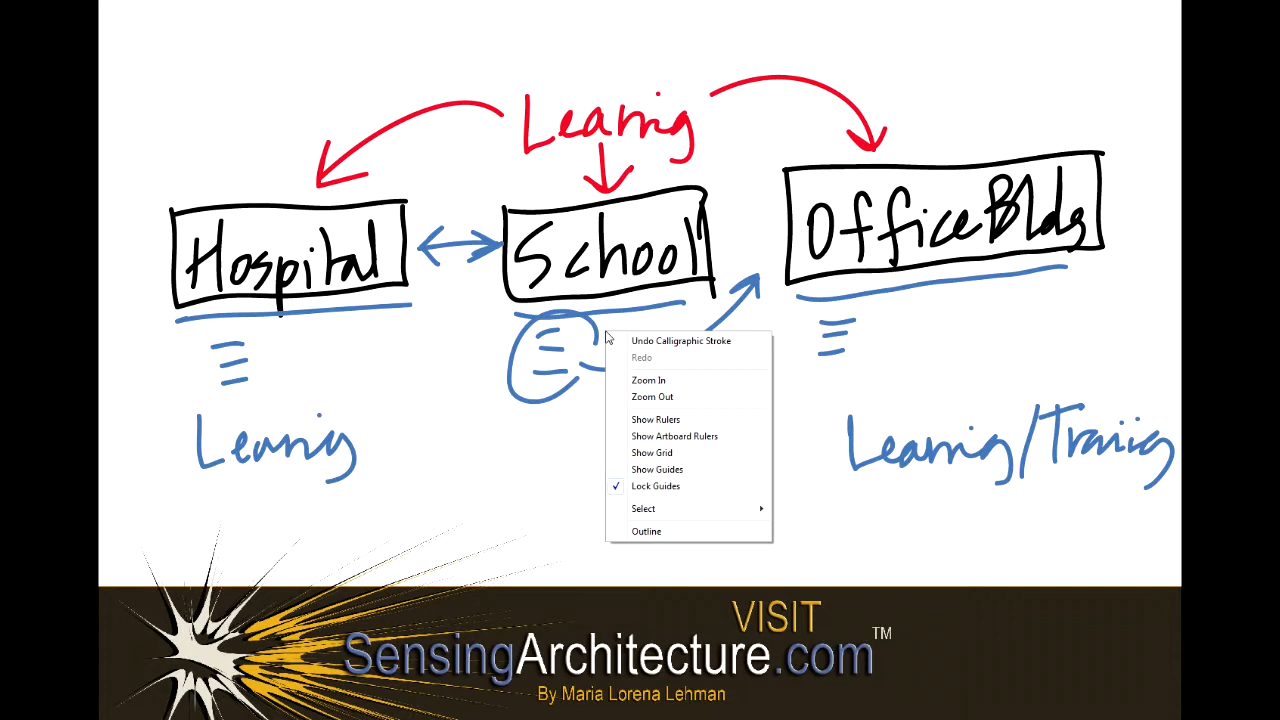 Learnig
Hospital
School
Office Bldg
Undo Calligraphic Stroke
Redo
Zoom In
Zoom Out
Show Rulers
Show Artboard Rulers
Show Grid
Show Guides
Lock Guides
Select
Outline
Learnig
Learnig/Trainig
VISIT
SensingArchitecture.com™
By Maria Lorena Lehman